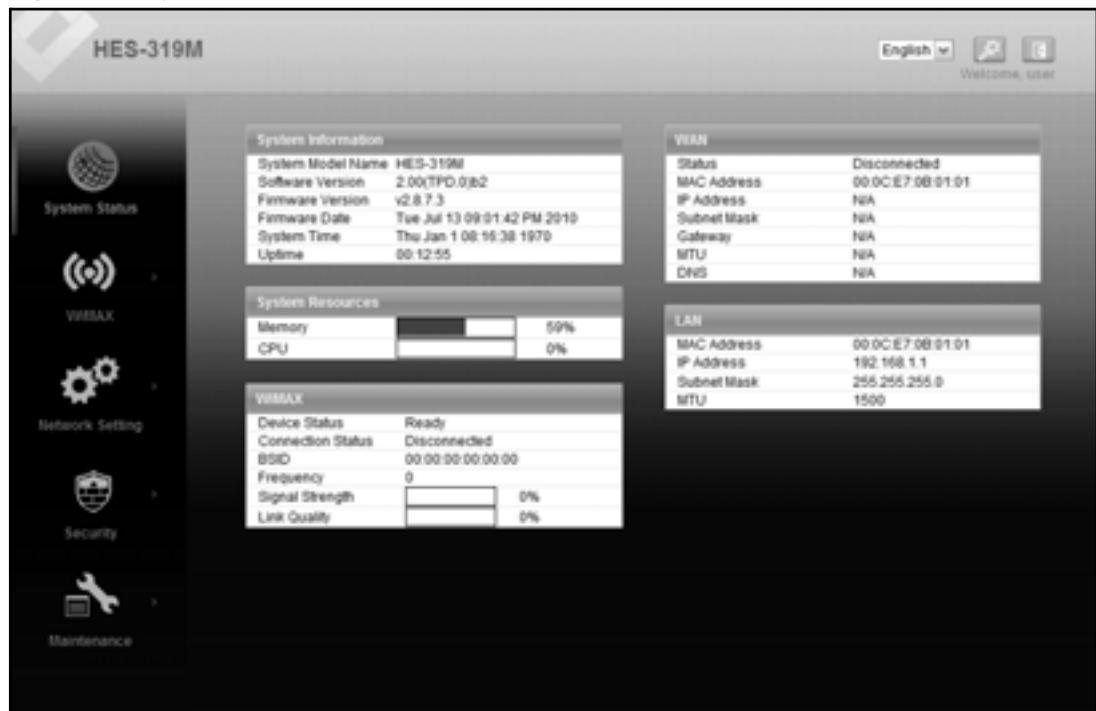 HES-319M
English
Welcome, user
System Status
WiMAX
Network Setting
Security
Maintenance
System Information
System Model Name HES-319M
Software Version 2.00(TPD.0)b2
Firmware Version v2.8.7.3
Firmware Date Tue Jul 13 09:01:42 PM 2010
System Time Thu Jan 1 08:16:38 1970
Uptime 00:12:55
System Resources
Memory 59%
CPU 0%
WiMAX
Device Status Ready
Connection Status Disconnected
BSID 00:00:00:00:00:00
Frequency 0
Signal Strength 0%
Link Quality 0%
WAN
Status Disconnected
MAC Address 00:0C:E7:0B:01:01
IP Address N/A
Subnet Mask N/A
Gateway N/A
MTU N/A
DNS N/A
LAN
MAC Address 00:0C:E7:0B:01:01
IP Address 192.168.1.1
Subnet Mask 255.255.255.0
MTU 1500